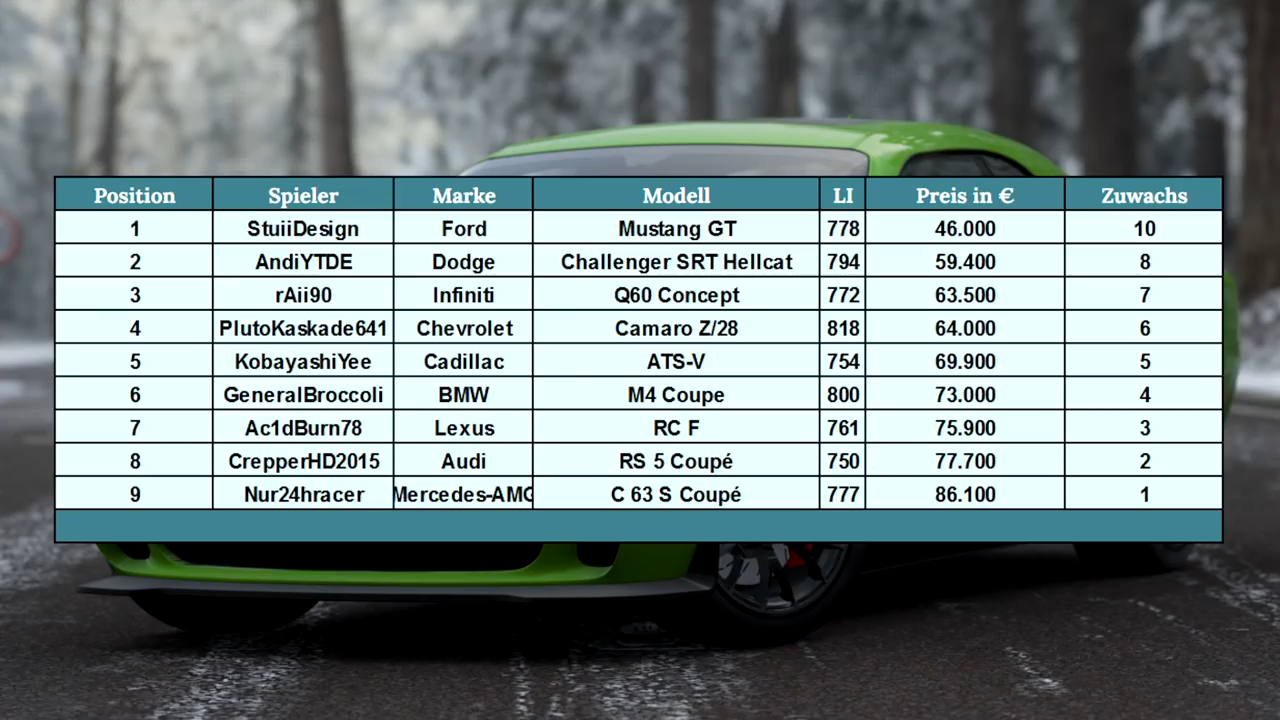 Position Spieler Marke Modell LI Preis in € Zuwachs
1 StuiiDesign Ford Mustang GT 778 46.000 10
2 AndiYTDE Dodge Challenger SRT Hellcat 794 59.400 8
3 rAii90 Infiniti Q60 Concept 772 63.500 7
4 PlutoKaskade641 Chevrolet Camaro Z/28 818 64.000 6
5 KobayashiYee Cadillac ATS-V 754 69.900 5
6 GeneralBroccoli BMW M4 Coupe 800 73.000 4
7 Ac1dBurn78 Lexus RC F 761 75.900 3
8 CrepperHD2015 Audi RS 5 Coupé 750 77.700 2
9 Nur24hracer Mercedes-AMG C 63 S Coupé 777 86.100 1